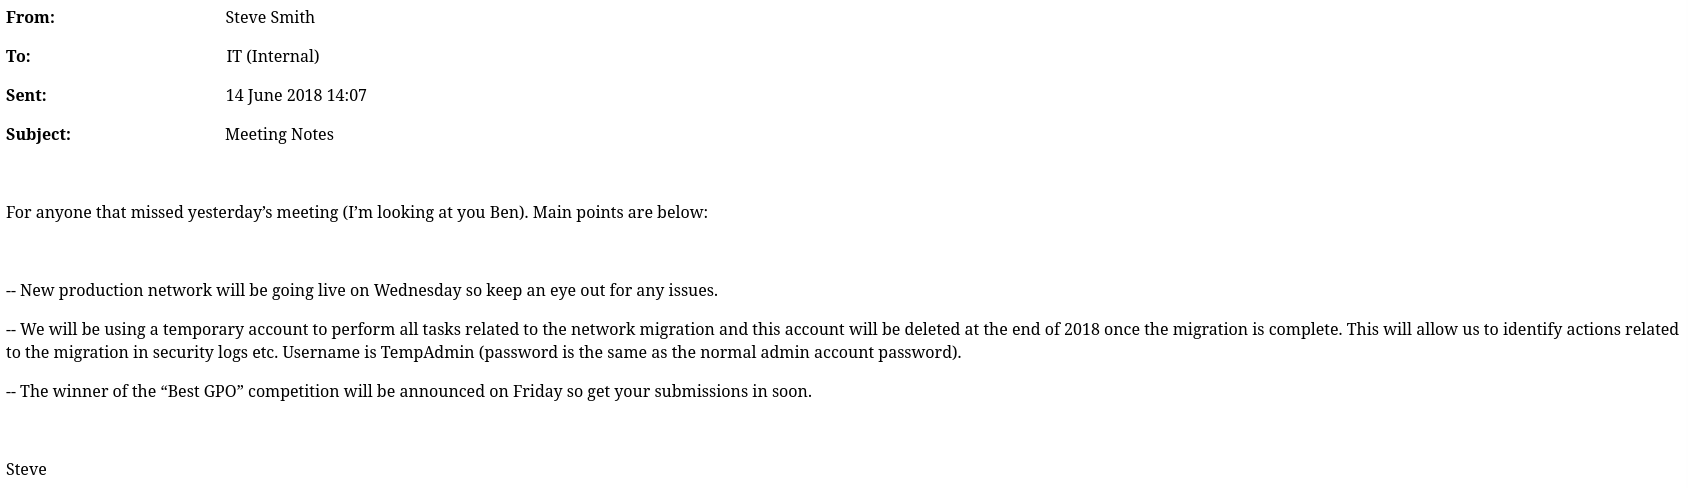 From: Steve Smith
To: IT (Internal)
Sent: 14 June 2018 14:07
Subject: Meeting Notes
For anyone that missed yesterday’s meeting (I’m looking at you Ben). Main points are below:
-- New production network will be going live on Wednesday so keep an eye out for any issues.
-- We will be using a temporary account to perform all tasks related to the network migration and this account will be deleted at the end of 2018 once the migration is complete. This will allow us to identify actions related
to the migration in security logs etc. Username is TempAdmin (password is the same as the normal admin account password).
-- The winner of the “Best GPO” competition will be announced on Friday so get your submissions in soon.
Steve